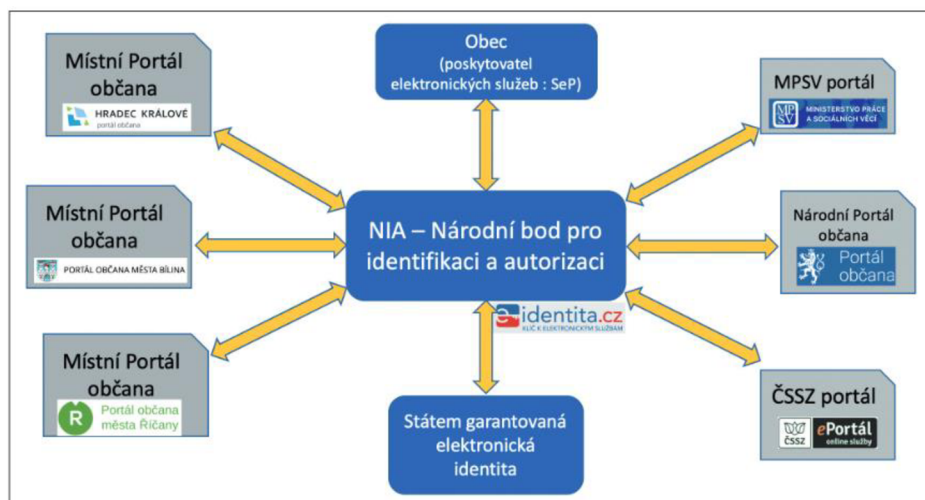 Místní Portál
občana
HRADEC KRÁLOVÉ
portál občana
Obec
(poskytovatel
elektronických služeb : SeP)
MPSV portál
MPSV
MINISTERSTVO PRÁCE
A SOCIÁLNÍCH VĚCÍ
Místní Portál
občana
PORTÁL OBČANA MĚSTA BÍLINA
NIA – Národní bod pro
identifikaci a autorizaci
e identita.cz
KLÍČ K ELEKTRONICKÝM SLUŽBÁM
Národní Portál
občana
Portál
občana
Místní Portál
občana
Ř
Portál občana
města Říčany
Státem garantovaná
elektronická
identita
ČSSZ portál
ČSSZ
ePortál
online služby